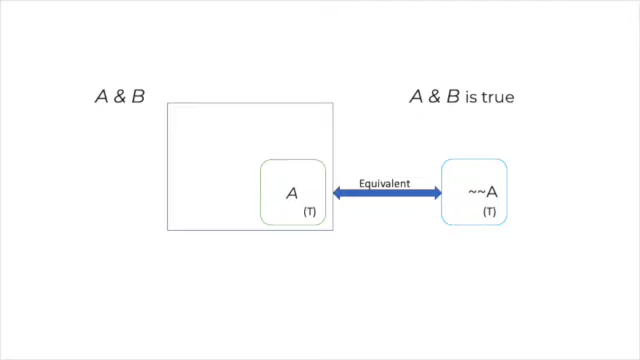 A & B
A & B is true
Equivalent
A
~~A
(T)
(T)